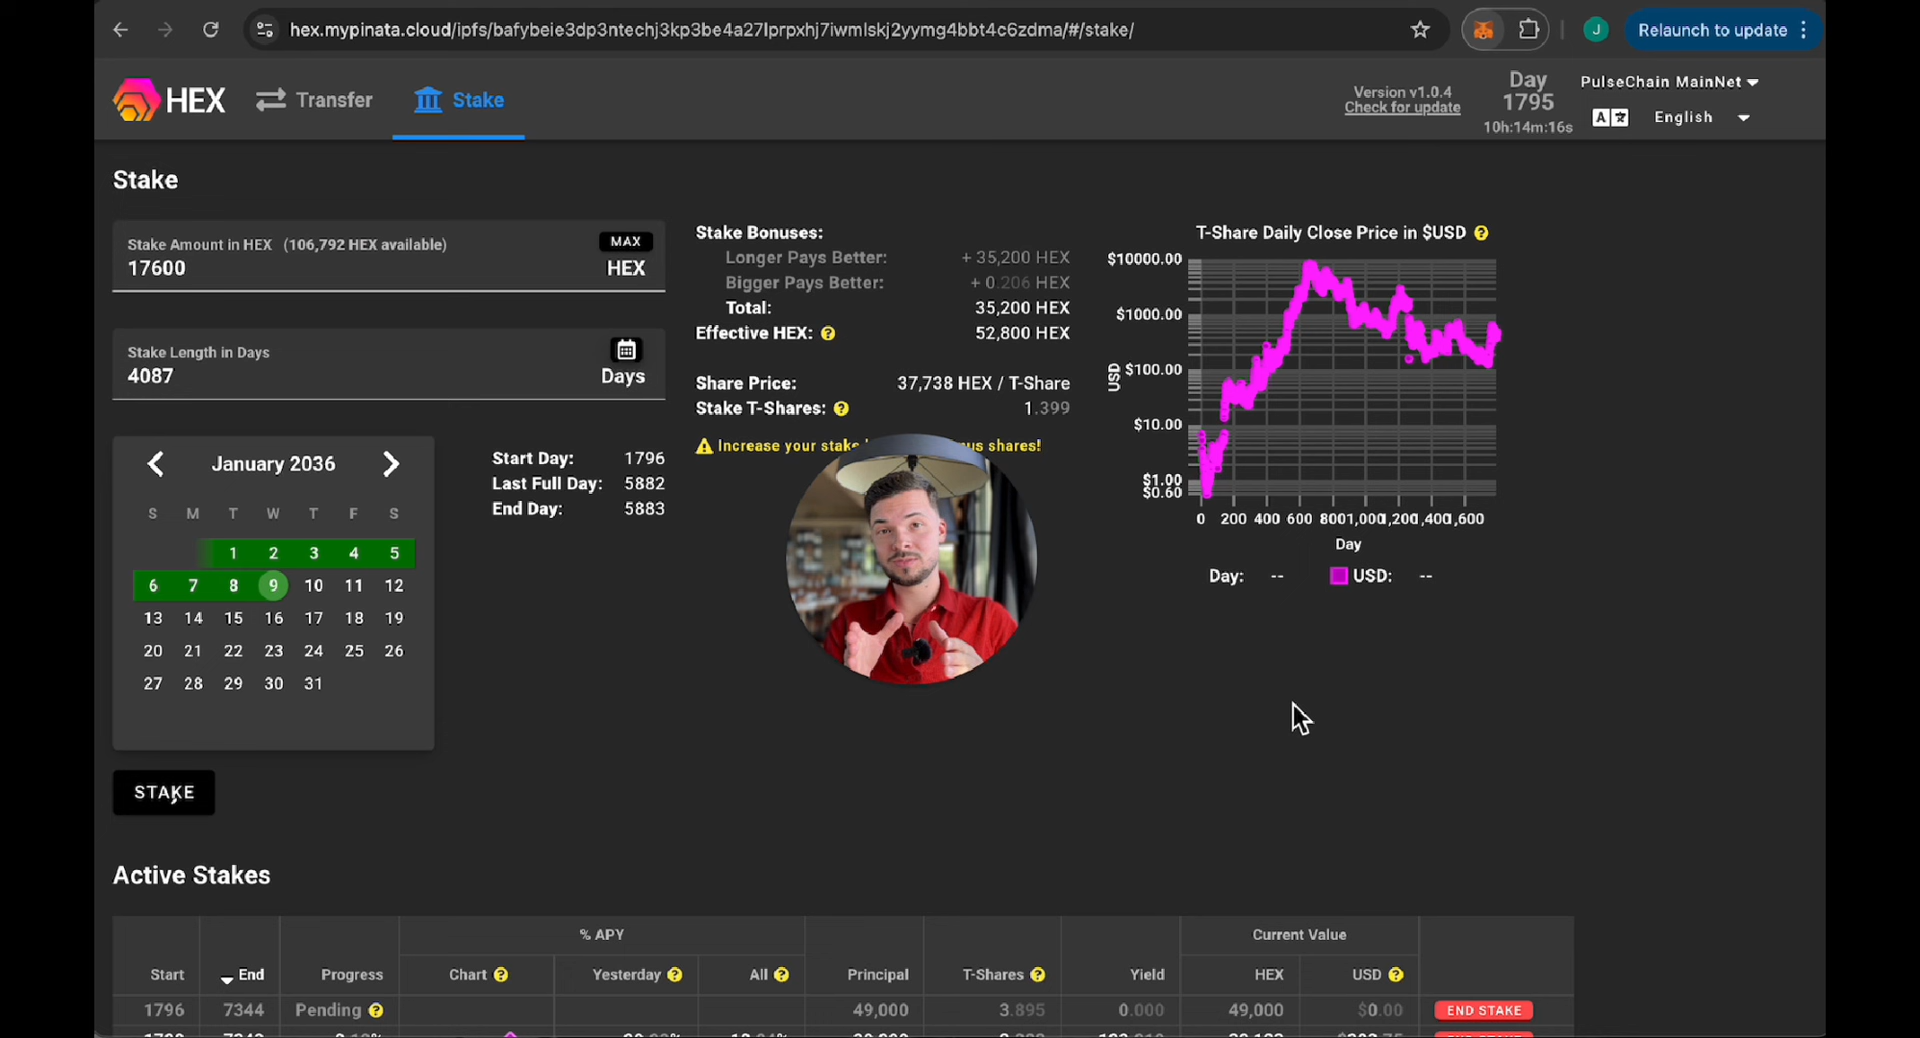 hex.mypinata.cloud/ipfs/bafybeie3dp3ntechj3kp3be4a27lprpxhj7iwmlskj2yymg4bbt4c6zdma/#/stake/
J
Relaunch to update
HEX
Transfer
Stake
Version v1.0.4
Check for update
Day
1795
10h:14m:16s
PulseChain MainNet
English
Stake
Stake Amount in HEX (106,792 HEX available)
MAX
17600
HEX
Stake Length in Days
4087
Days
January 2036
S M T W T F S
1 2 3 4 5
6 7 8 9 10 11 12
13 14 15 16 17 18 19
20 21 22 23 24 25 26
27 28 29 30 31
Start Day: 1796
Last Full Day: 5882
End Day: 5883
Stake Bonuses:
Longer Pays Better: + 35,200 HEX
Bigger Pays Better: + 0.206 HEX
Total: 35,200 HEX
Effective HEX: ? 52,800 HEX
Share Price: 37,738 HEX / T-Share
Stake T-Shares: ? 1.399
Increase your stake us shares!
T-Share Daily Close Price in $USD ?
$10000.00
$1000.00
$100.00
$10.00
$1.00
$0.60
USD
0 200 400 600 800 1,000 1,200 1,400 1,600
Day
Day: -- USD: --
STAKE
Active Stakes
% APY
Current Value
Start End Progress Chart ? Yesterday ? All ? Principal T-Shares ? Yield HEX USD ?
1796 7344 Pending ? 49,000 3.895 0.000 49,000 $0.00 END STAKE